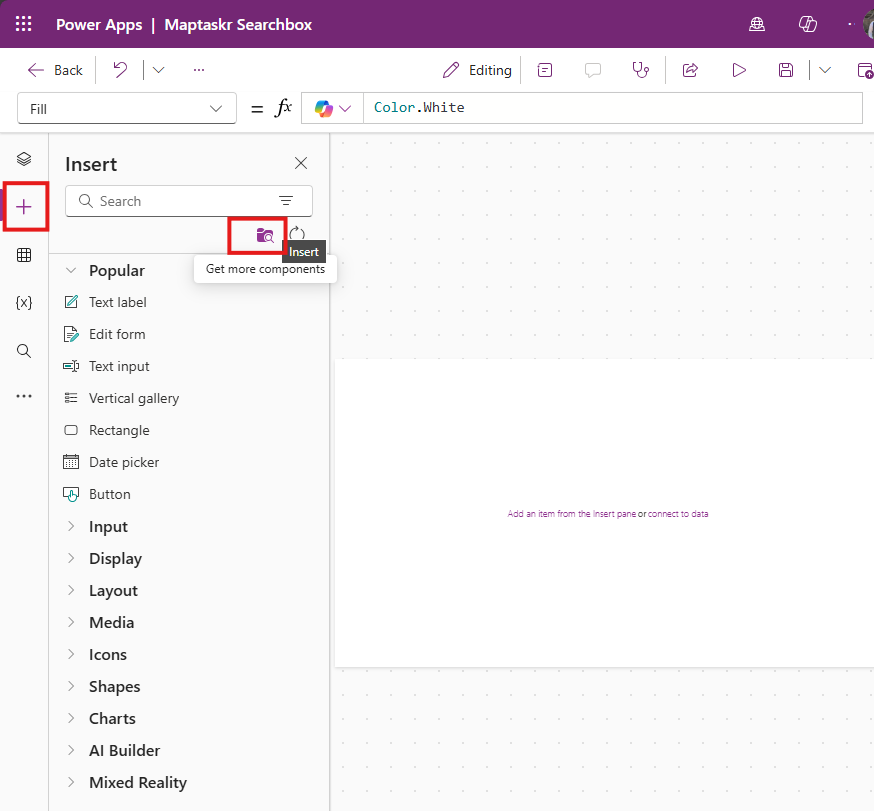 Power Apps | Maptaskr Searchbox
Back
Editing
Fill
= fx
Color.White
Insert
Search
Insert
Get more components
Popular
Text label
Edit form
Text input
Vertical gallery
Rectangle
Date picker
Button
Input
Display
Layout
Media
Icons
Shapes
Charts
AI Builder
Mixed Reality
{x}
Add an item from the Insert pane or connect to data